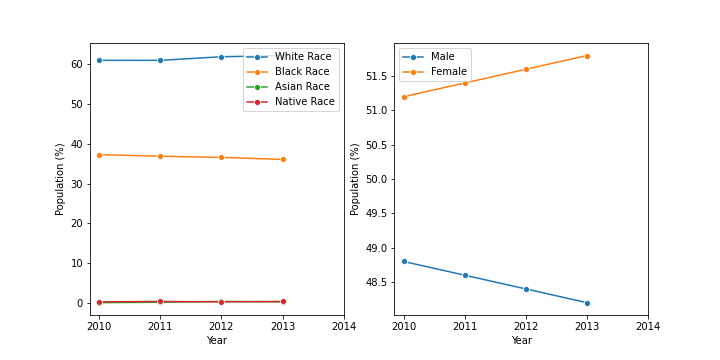 White Race
Black Race
Asian Race
Native Race
60
50
40
30
20
10
0
Population (%)
2010 2011 2012 2013 2014
Year
Male
Female
51.5
51.0
50.5
50.0
49.5
49.0
48.5
Population (%)
2010 2011 2012 2013 2014
Year